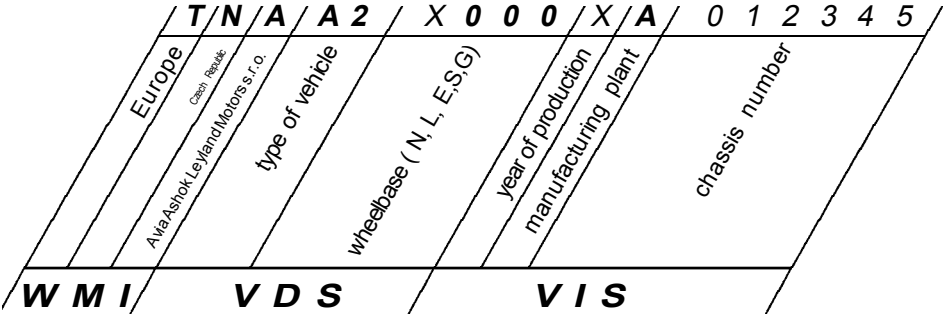 T N A A 2 X 0 0 0 X A 0 1 2 3 4 5
Europe
Czech Republic
Avia Ashok Leyland Motors s.r.o.
type of vehicle
wheelbase ( N, L, E,S,G)
year of production
manufacturing plant
chassis number
W M I V D S V I S